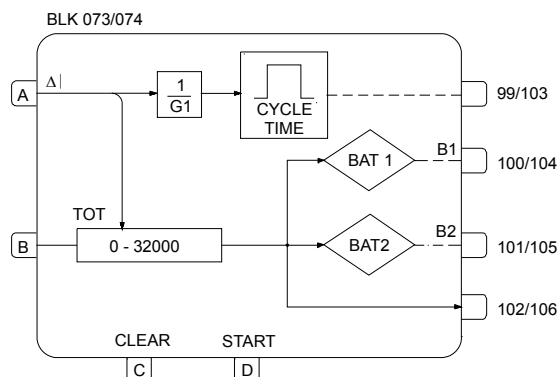 BLK 073/074
A
Δ|
1
G1
CYCLE
TIME
99/103
BAT 1
B1
100/104
TOT
B
0 - 32000
BAT2
B2
101/105
102/106
CLEAR
START
C
D